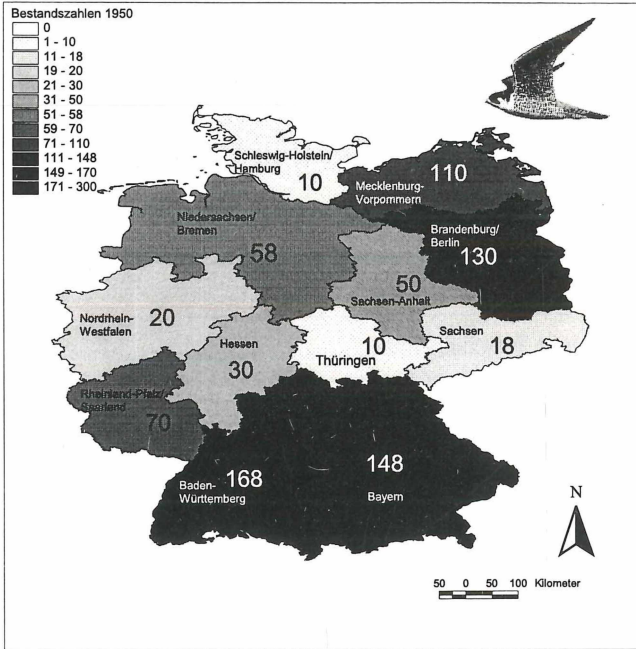 Bestandszahlen 1950
0
1 - 10
11 - 18
19 - 20
21 - 30
31 - 50
51 - 58
59 - 70
71 - 110
111 - 148
149 - 170
171 - 300
Schleswig-Holstein/
Hamburg
10
Mecklenburg-
Vorpommern
110
Niedersachsen/
Bremen
58
Brandenburg/
Berlin
130
50
Sachsen-Anhalt
Nordrhein-
Westfalen
20
Hessen
30
10
Thüringen
Sachsen
18
Rheinland-Pfalz/
Saarland
70
168
Baden-
Württemberg
148
Bayern
N
50 0 50 100 Kilometer